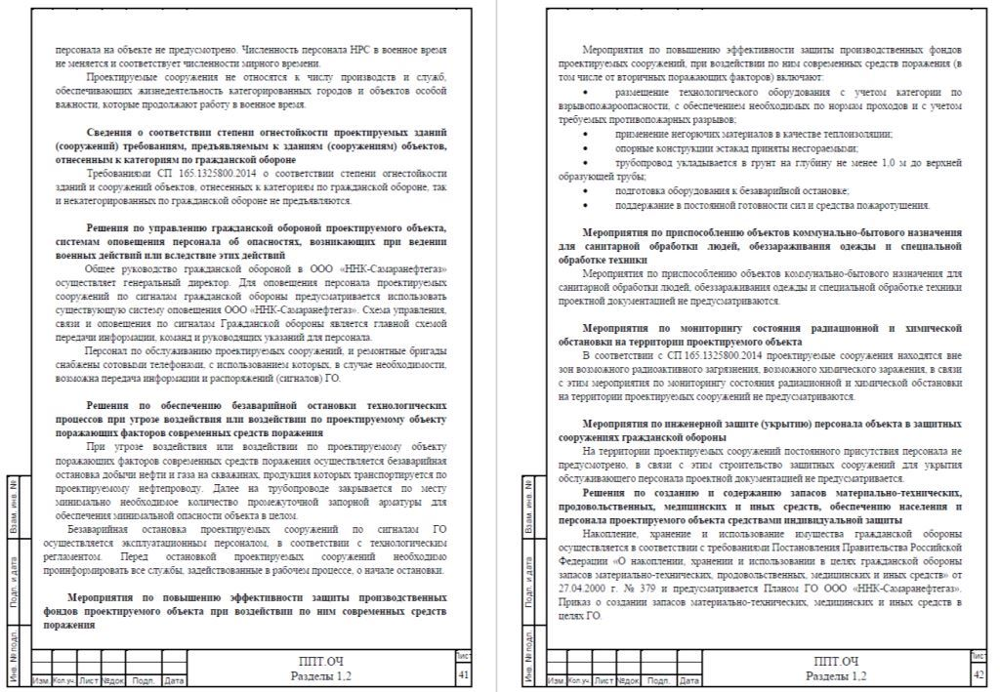 персонала на объекте не предусмотрено. Численность персонала НРС в военное время
не меняется и соответствует численности мирного времени.
Проектируемые сооружения не относятся к числу производств и служб,
обеспечивающих жизнедеятельность категорированных городов и объектов особой
важности, которые продолжают работу в военное время.
Сведения о соответствии степени огнестойкости проектируемых зданий
(сооружений) требованиям, предъявляемым к зданиям (сооружениям) объектов,
отнесенным к категориям по гражданской обороне
Требованиями СП 165.1325800.2014 о соответствии степени огнестойкости
зданий и сооружений объектов, отнесенных к категориям по гражданской обороне, так
и некатегорированных по гражданской обороне не предъявляются.
Решения по управлению гражданской обороной проектируемого объекта,
системам оповещения персонала об опасностях, возникающих при ведении
военных действий или вследствие этих действий
Общее руководство гражданской обороной в ООО «ННК-Самаранефтегаз»
осуществляет генеральный директор. Для оповещения персонала проектируемых
сооружений по сигналам гражданской обороны предусматривается использовать
существующую систему оповещения ООО «ННК-Самаранефтегаз». Схема управления,
связи и оповещения по сигналам Гражданской обороны является главной схемой
передачи информации, команд и руководящих указаний для персонала.
Персонал по обслуживанию проектируемых сооружений, и ремонтные бригады
снабжены сотовыми телефонами, с использованием которых, в случае необходимости,
возможна передача информации и распоряжений (сигналов) ГО.
Решения по обеспечению безаварийной остановки технологических
процессов при угрозе воздействия или воздействии по проектируемому объекту
поражающих факторов современных средств поражения
При угрозе воздействия или воздействии по проектируемому объекту
поражающих факторов современных средств поражения осуществляется безаварийная
остановка добычи нефти и газа на скважинах, продукция которых транспортируется по
проектируемому нефтепроводу. Далее на трубопроводе закрывается по месту
минимально необходимое количество промежуточной запорной арматуры для
обеспечения минимальной опасности объекта в целом.
Безаварийная остановка проектируемых сооружений по сигналам ГО
осуществляется эксплуатационным персоналом, в соответствии с технологическим
регламентом. Перед остановкой проектируемых сооружений необходимо
проинформировать все службы, задействованные в рабочем процессе, о начале остановки.
Мероприятия по повышению эффективности защиты производственных
фондов проектируемого объекта при воздействии по ним современных средств
поражения
Взам. инв. №
Подп. и дата
Инв. № подл.
Изм. Кол.уч. Лист №док Подп. Дата
ППТ.ОЧ
Разделы 1,2
Лист
41
Мероприятия по повышению эффективности защиты производственных фондов
проектируемых сооружений, при воздействии по ним современных средств поражения (в
том числе от вторичных поражающих факторов) включают:
• размещение технологического оборудования с учетом категории по
взрывопожароопасности, с обеспечением необходимых по нормам проходов и с учетом
требуемых противопожарных разрывов;
• применение негорючих материалов в качестве теплоизоляции;
• опорные конструкции эстакад приняты несгораемыми;
• трубопровод укладывается в грунт на глубину не менее 1,0 м до верхней
образующей трубы;
• подготовка оборудования к безаварийной остановке;
• поддержание в постоянной готовности сил и средства пожаротушения.
Мероприятия по приспособлению объектов коммунально-бытового назначения
для санитарной обработки людей, обеззараживания одежды и специальной
обработке техники
Мероприятия по приспособлению объектов коммунально-бытового назначения для
санитарной обработки людей, обеззараживания одежды и специальной обработке техники
проектной документацией не предусматриваются.
Мероприятия по мониторингу состояния радиационной и химической
обстановки на территории проектируемого объекта
В соответствии с СП 165.1325800.2014 проектируемые сооружения находятся вне
зон возможного радиоактивного загрязнения, возможного химического заражения, в связи
с этим мероприятия по мониторингу состояния радиационной и химической обстановки
на территории проектируемых сооружений не предусматриваются.
Мероприятия по инженерной защите (укрытию) персонала объекта в защитных
сооружениях гражданской обороны
На территории проектируемых сооружений постоянного присутствия персонала не
предусмотрено, в связи с этим строительство защитных сооружений для укрытия
обслуживающего персонала проектной документацией не предусматривается.
Решения по созданию и содержанию запасов материально-технических,
продовольственных, медицинских и иных средств, обеспечению населения и
персонала проектируемого объекта средствами индивидуальной защиты
Накопление, хранение и использование имущества гражданской обороны
осуществляется в соответствии с требованиями Постановления Правительства Российской
Федерации «О накоплении, хранении и использовании в целях гражданской обороны
запасов материально-технических, продовольственных, медицинских и иных средств» от
27.04.2000 г. № 379 и предусматривается Планом ГО ООО «ННК-Самаранефтегаз».
Приказ о создании запасов материально-технических, медицинских и иных средств в
целях ГО.
Взам. инв. №
Подп. и дата
Инв. № подл.
Изм. Кол.уч. Лист №док Подп. Дата
ППТ.ОЧ
Разделы 1,2
Лист
42